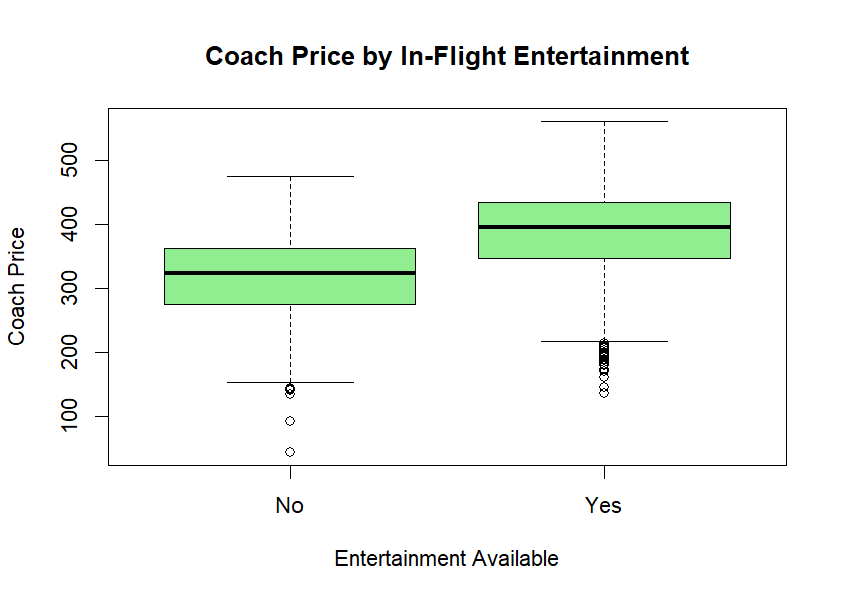 Coach Price by In-Flight Entertainment
Coach Price
500
400
300
200
100
No
Yes
Entertainment Available